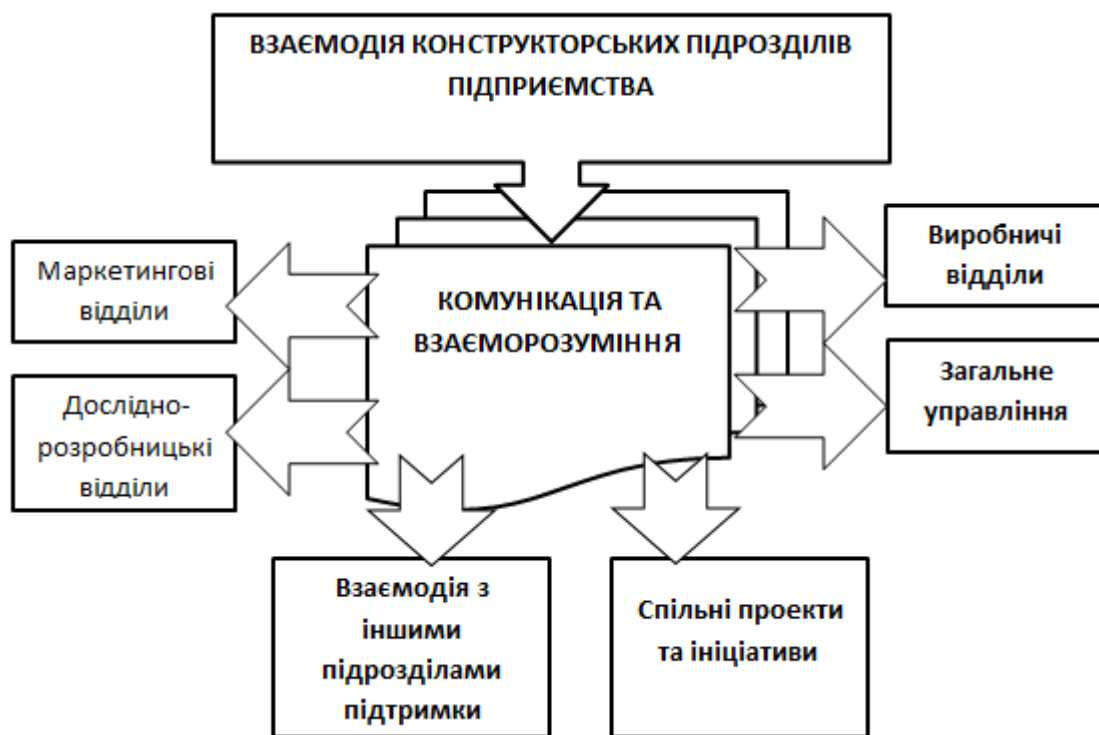 ВЗАЄМОДІЯ КОНСТРУКТОРСЬКИХ ПІДРОЗДІЛІВ
ПІДПРИЄМСТВА
КОМУНІКАЦІЯ ТА
ВЗАЄМОРОЗУМІННЯ
Маркетингові
відділи
Дослідно-
розробницькі
відділи
Виробничі
відділи
Загальне
управління
Взаємодія з
іншими
підрозділами
підтримки
Спільні проекти
та ініціативи